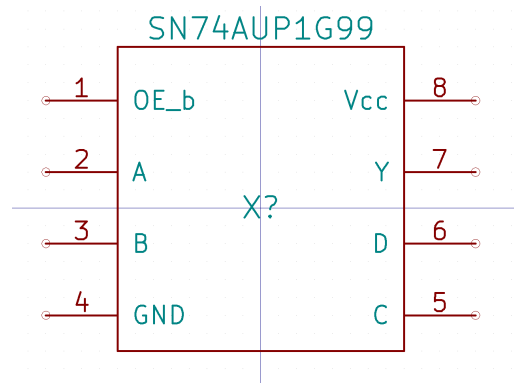 SN74AUP1G99
1 OE_b Vcc 8
2 A Y 7
X?
3 B D 6
4 GND C 5